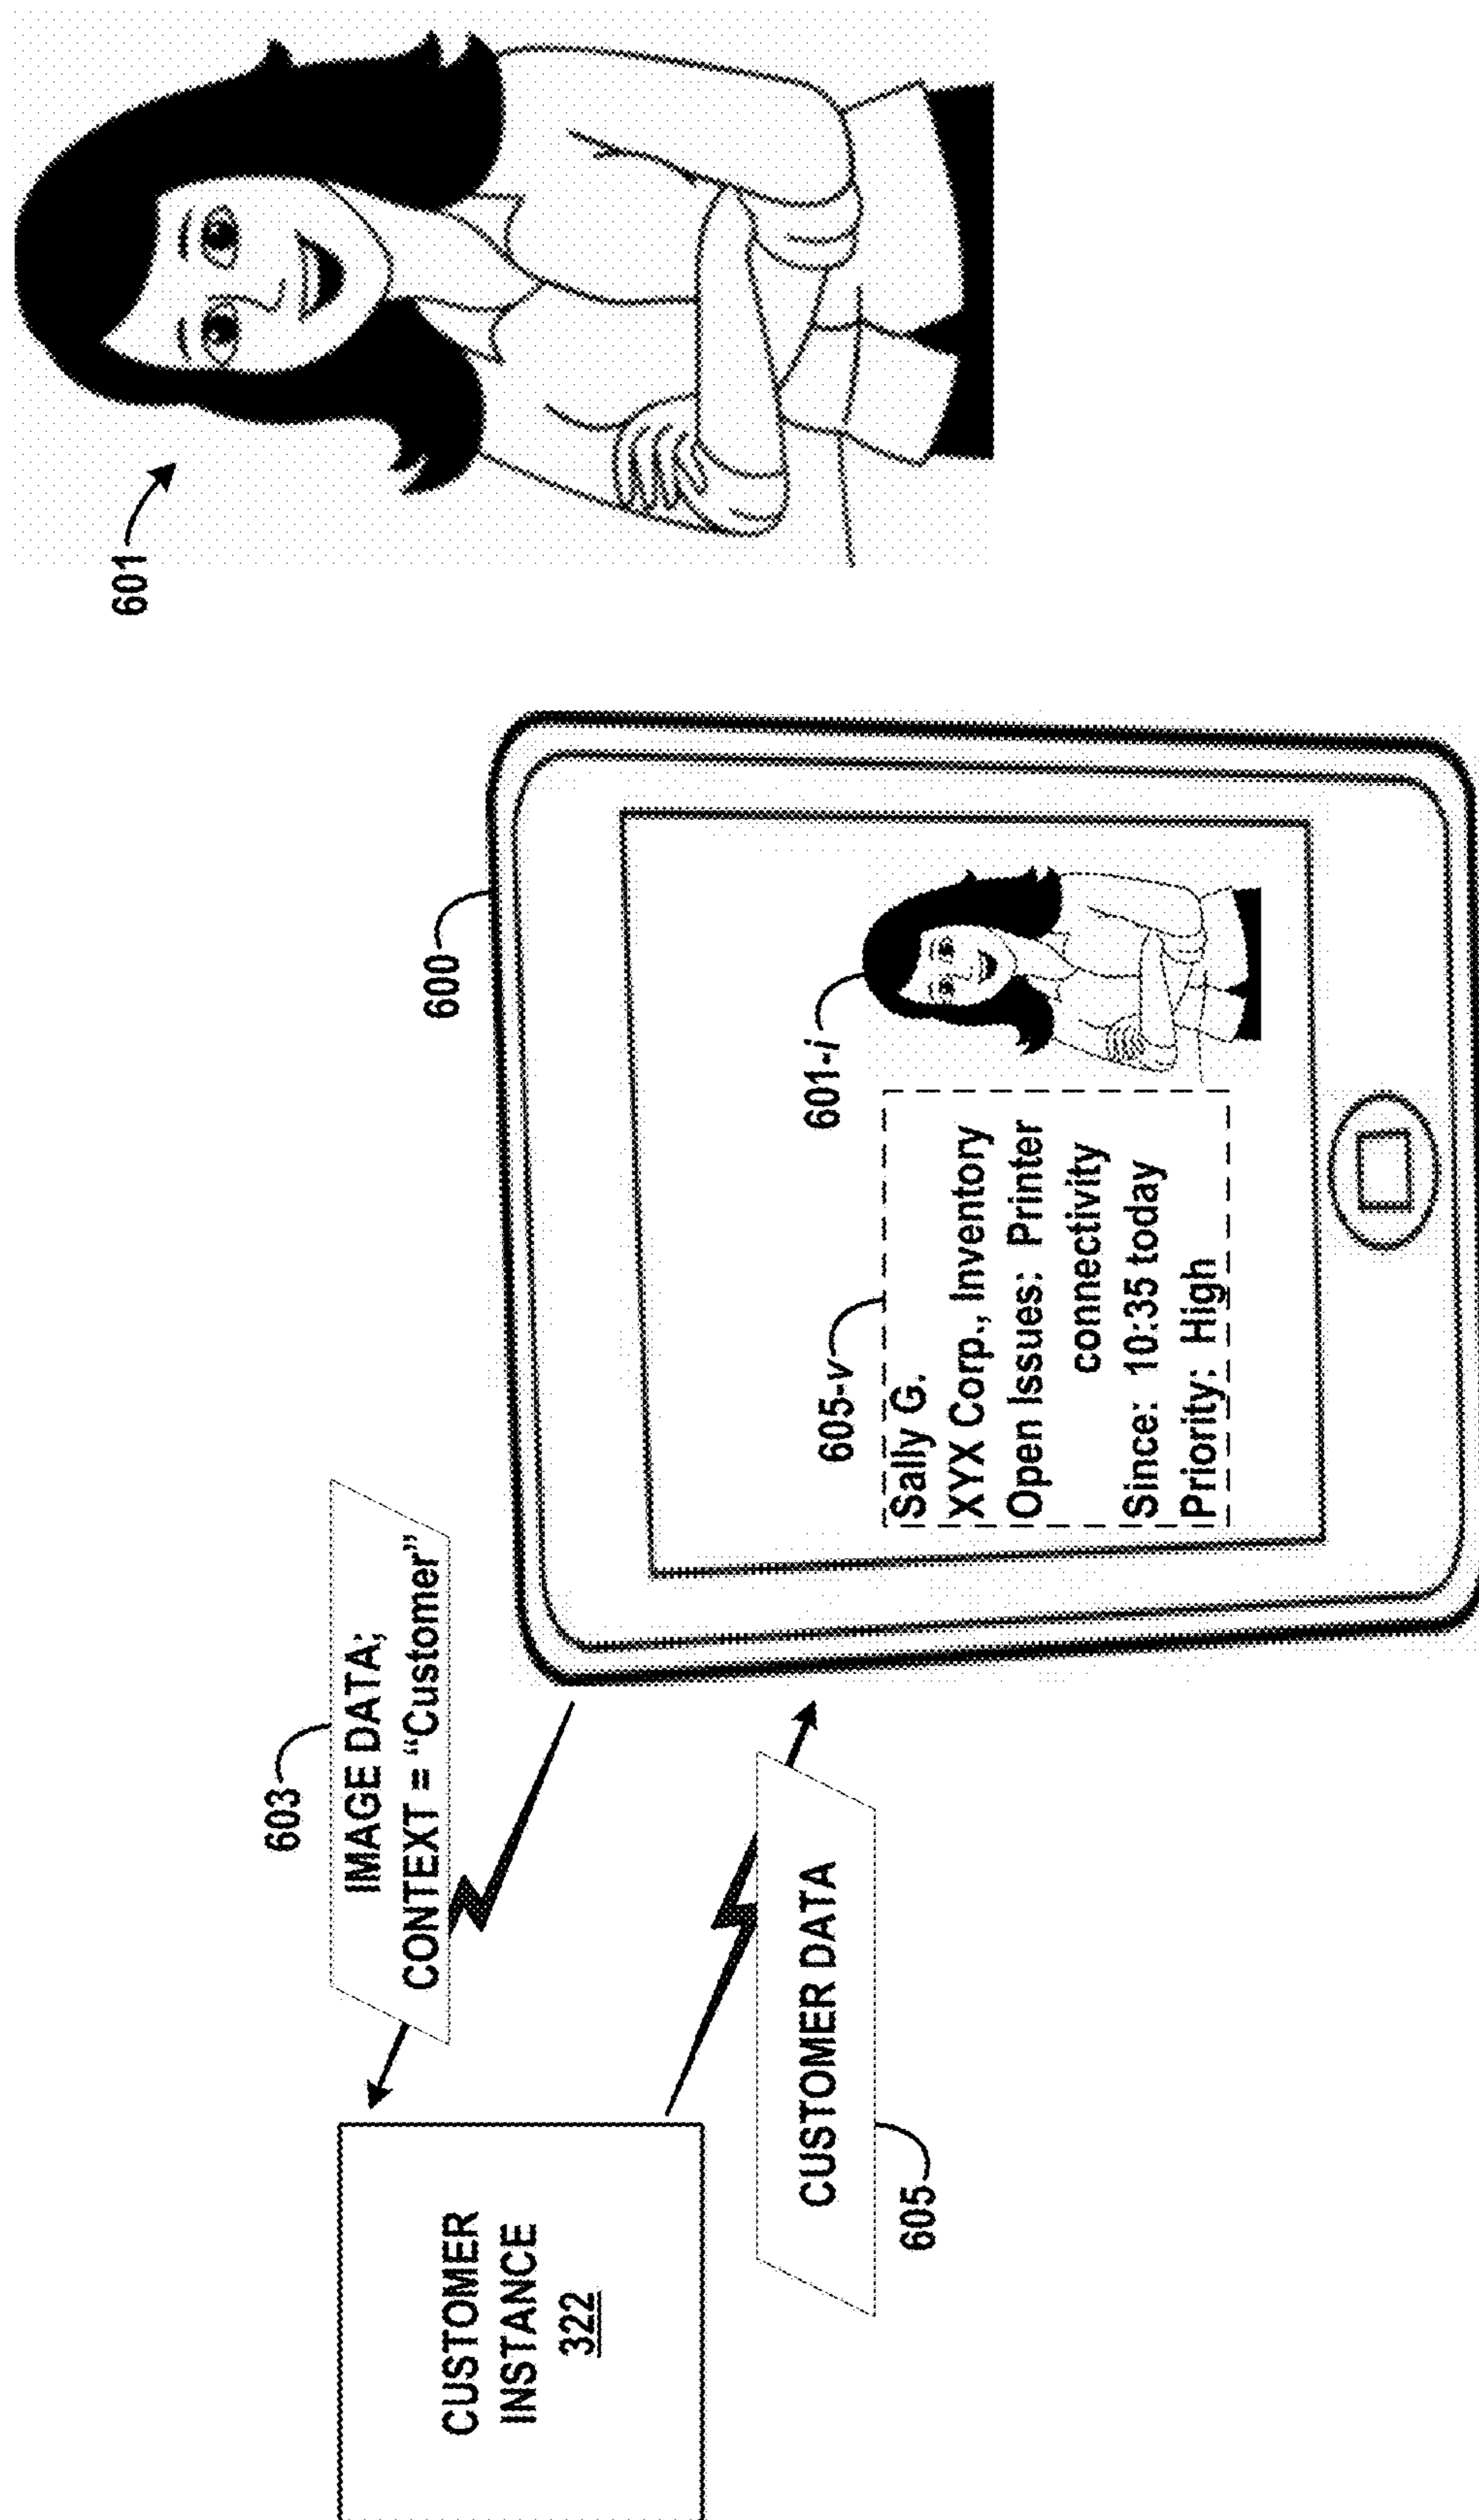 601
600
601-i
605-v
Sally G.
XYX Corp., Inventory
Open Issues: Printer
connectivity
Since: 10:35 today
Priority: High
603
IMAGE DATA;
CONTEXT = “Customer”
CUSTOMER DATA
605
CUSTOMER
INSTANCE
322